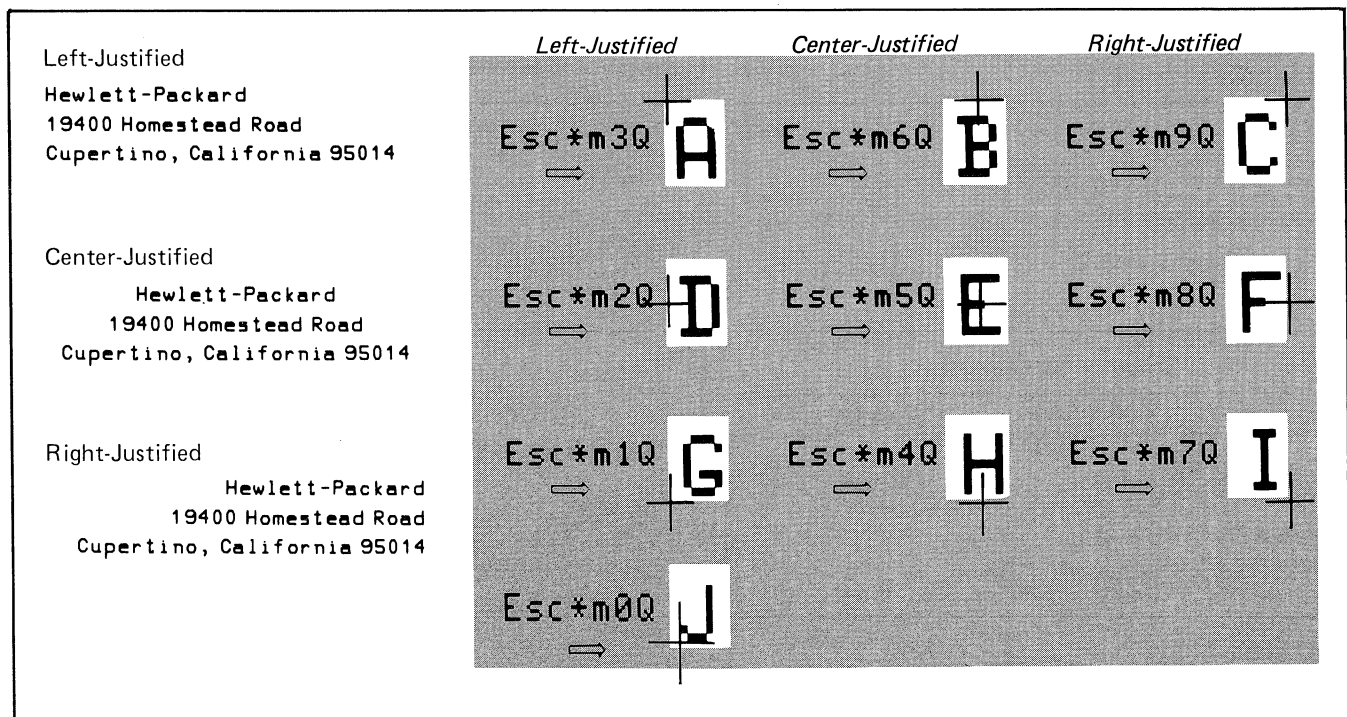 Left-Justified
Hewlett-Packard
19400 Homestead Road
Cupertino, California 95014
Center-Justified
Hewlett-Packard
19400 Homestead Road
Cupertino, California 95014
Right-Justified
Hewlett-Packard
19400 Homestead Road
Cupertino, California 95014
Left-Justified Center-Justified Right-Justified
Esc*m3Q A Esc*m6Q B Esc*m9Q C
Esc*m2Q D Esc*m5Q E Esc*m8Q F
Esc*m1Q G Esc*m4Q H Esc*m7Q I
Esc*m0Q J